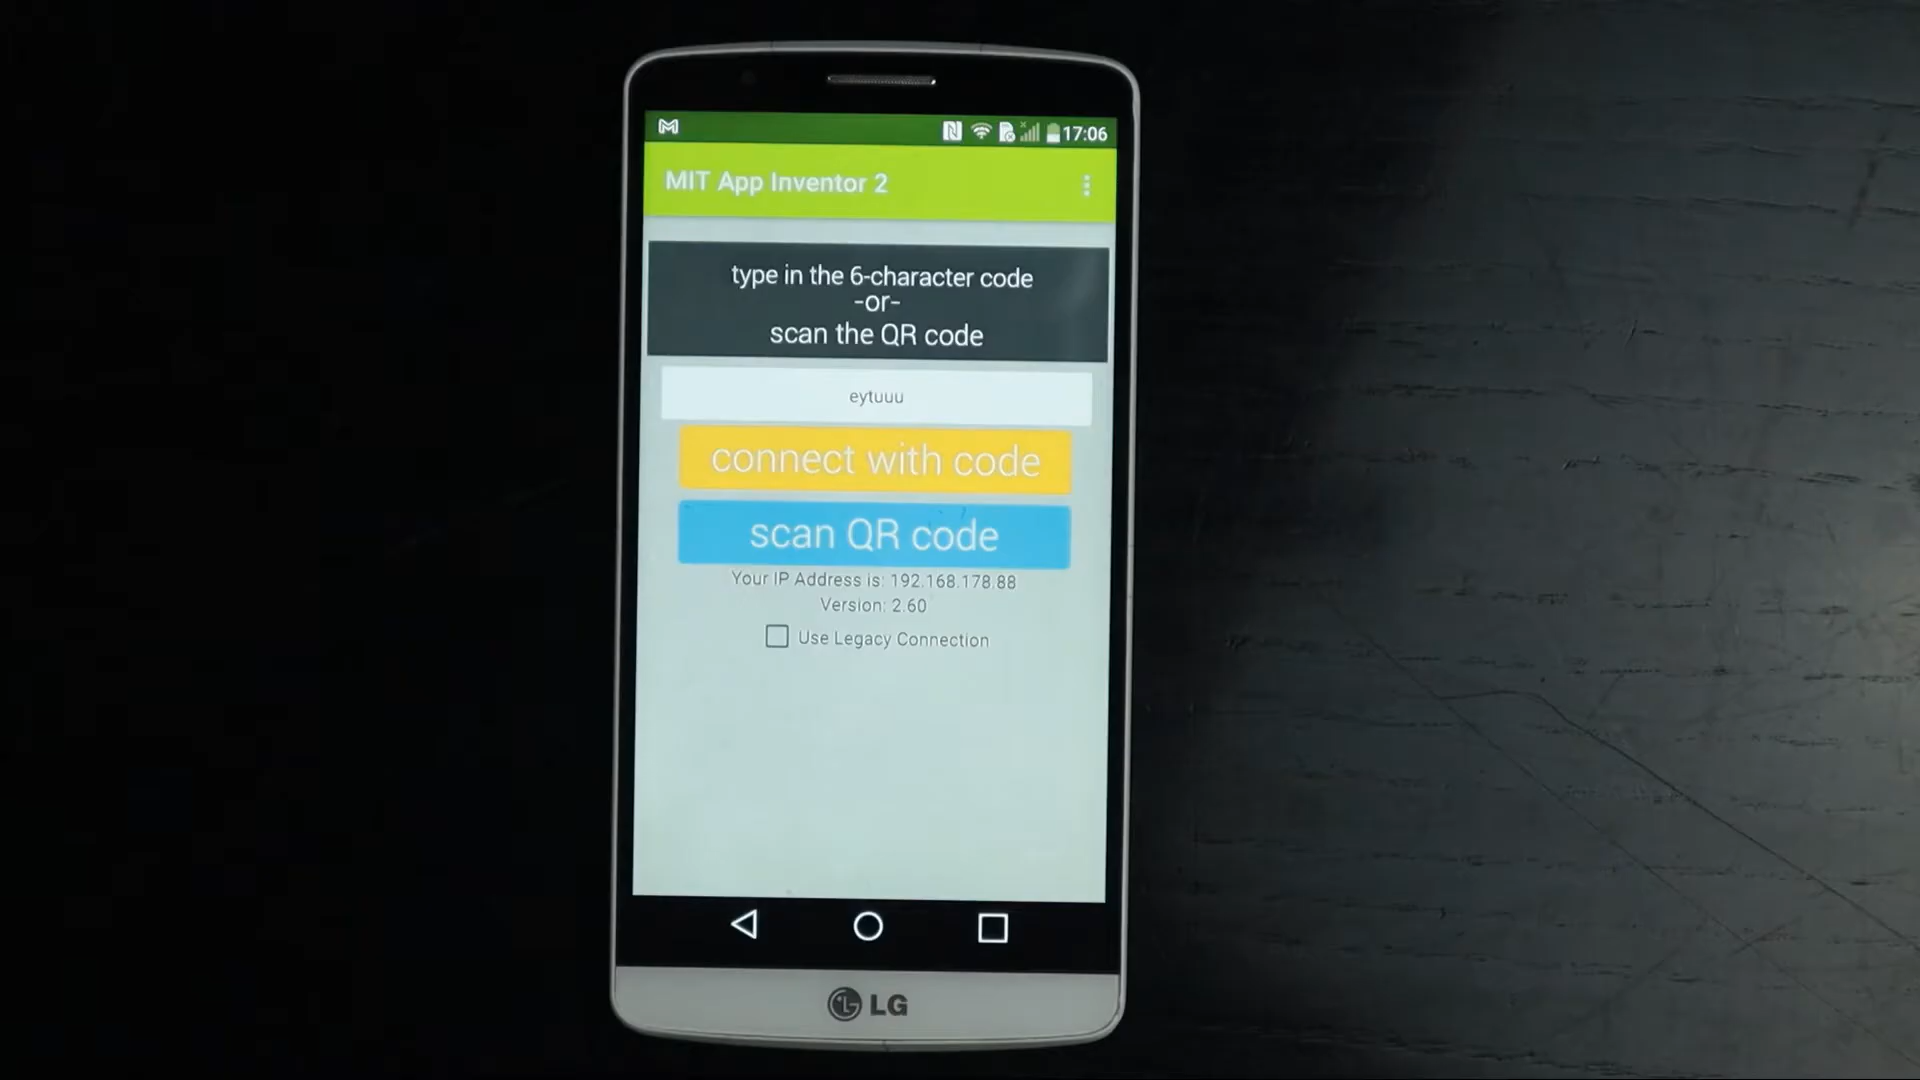 17:06
MIT App Inventor 2
type in the 6-character code
-or-
scan the QR code
eytuuu
connect with code
scan QR code
Your IP Address is: 192.168.178.88
Version: 2.60
Use Legacy Connection
LG